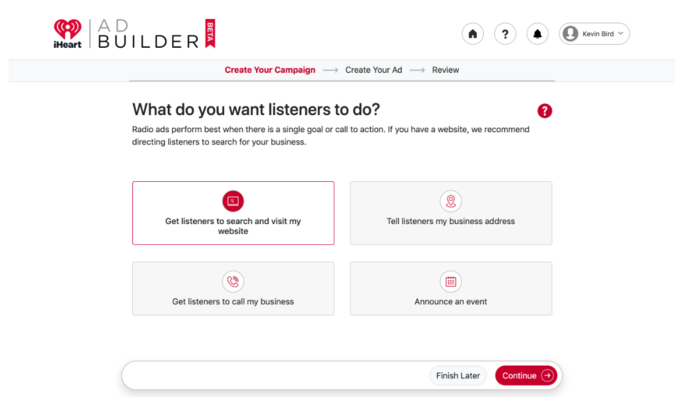 iHeart
AD
BUILDER
BETA
?
Kevin Bird
Create Your Campaign → Create Your Ad → Review
What do you want listeners to do?
?
Radio ads perform best when there is a single goal or call to action. If you have a website, we recommend
directing listeners to search for your business.
Get listeners to search and visit my
website
Tell listeners my business address
Get listeners to call my business
Announce an event
Finish Later
Continue